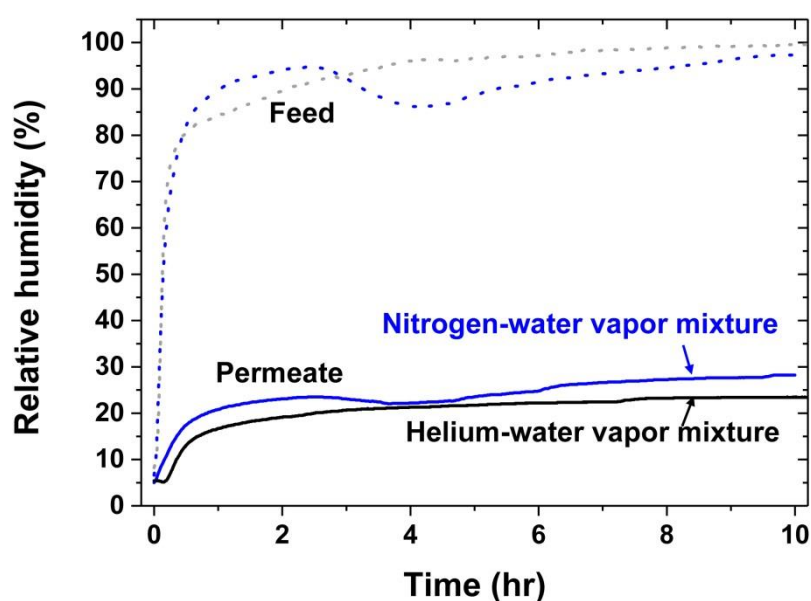 Relative humidity (%)
100
90
80
70
60
50
40
30
20
10
0
Feed
Nitrogen-water vapor mixture
Permeate
Helium-water vapor mixture
0
2
4
6
8
10
Time (hr)